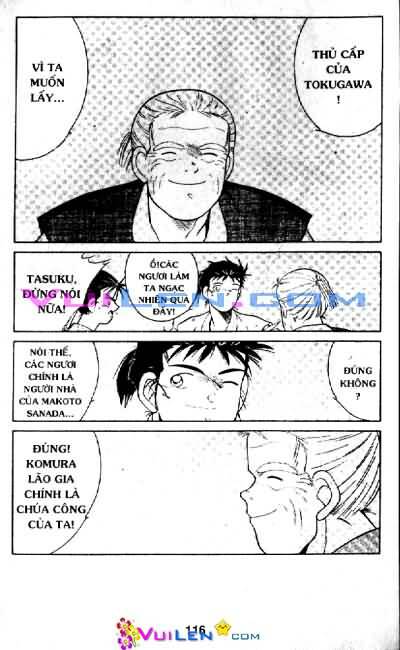 VÌ TA
MUỐN
LẤY...
THỦ CẤP
CỦA
TOKUGAWA
!
TASUKU,
ĐỪNG NÓI
NỮA!
Ồ!CÁC
NGƯƠI LÀM
TA NGẠC
NHIÊN QUÁ
ĐẤY!
VUILEN.COM
NÓI THẾ,
CÁC NGƯƠI
CHÍNH LÀ
NGƯỜI NHÀ
CỦA MAKOTO
SANADA...
ĐÚNG
KHÔNG?
ĐÚNG!
KOMURA
LÃO GIA
CHÍNH LÀ
CHÚA CÔNG
CỦA TA!
116
VUILEN
.COM